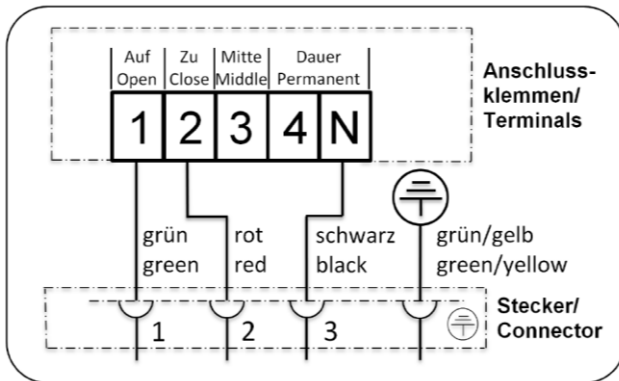 Auf Zu Mitte Dauer
Open Close Middle Permanent
1 2 3 4 N
Anschluss-
klemmen/
Terminals
grün rot schwarz grün/gelb
green red black green/yellow
1 2 3
Stecker/
Connector